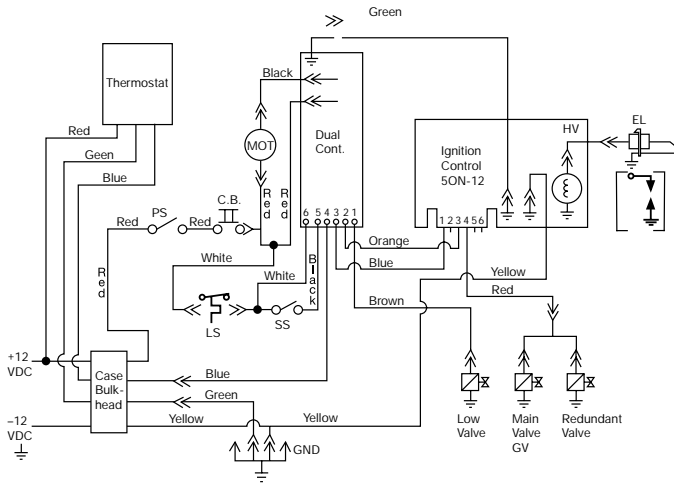 Green
Thermostat
Black
Dual
Cont.
HV
EL
MOT
Ignition
Control
5ON-12
Red
Geen
Blue
Red
Red
C.B.
PS
Red
Red
6 5 4 3 2 1
1 2 3 4 5 6
Orange
White
Blue
Red
White
Black
Yellow
Red
Brown
LS
SS
+12
VDC
Case
Bulk-
head
Blue
Green
Yellow
Yellow
–12
VDC
GND
Low
Valve
Main
Valve
GV
Redundant
Valve